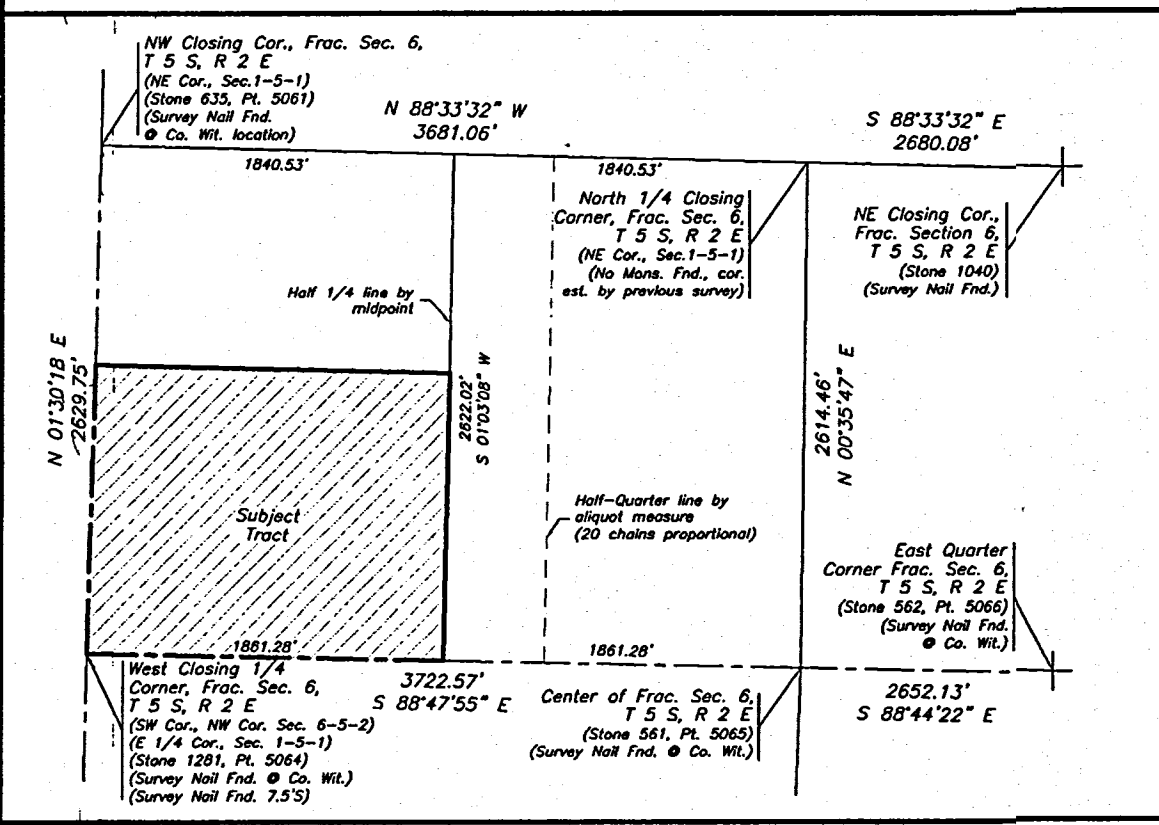 NW Closing Cor., Frac. Sec. 6,
T 5 S, R 2 E
(NE Cor., Sec.1-5-1)
(Stone 635, Pt. 5061)
(Survey Nail Fnd.
@ Co. Wit. location)
N 88°33'32" W
3681.06'
S 88°33'32" E
2680.08'
1840.53'
1840.53'
North 1/4 Closing
Corner, Frac. Sec. 6,
T 5 S, R 2 E
(NE Cor., Sec.1-5-1)
(No Mons. Fnd., cor.
est. by previous survey)
NE Closing Cor.,
Frac. Section 6,
T 5 S, R 2 E
(Stone 1040)
(Survey Nail Fnd.)
Half 1/4 line by
midpoint
N 01°30'18 E
2629.75'
2622.02'
S 01°03'08" W
2614.46'
N 00°35'47" E
Subject
Tract
Half-Quarter line by
aliquot measure
(20 chains proportional)
East Quarter
Corner Frac. Sec. 6,
T 5 S, R 2 E
(Stone 562, Pt. 5066)
(Survey Nail Fnd.
@ Co. Wit.)
1861.28'
1861.28'
West Closing 1/4
Corner, Frac. Sec. 6,
T 5 S, R 2 E
(SW Cor., NW Cor. Sec. 6-5-2)
(E 1/4 Cor., Sec. 1-5-1)
(Stone 1281, Pt. 5064)
(Survey Nail Fnd. @ Co. Wit.)
(Survey Nail Fnd. 7.5'S)
3722.57'
S 88°47'55" E
Center of Frac. Sec. 6,
T 5 S, R 2 E
(Stone 561, Pt. 5065)
(Survey Nail Fnd. @ Co. Wit.)
2652.13'
S 88°44'22" E